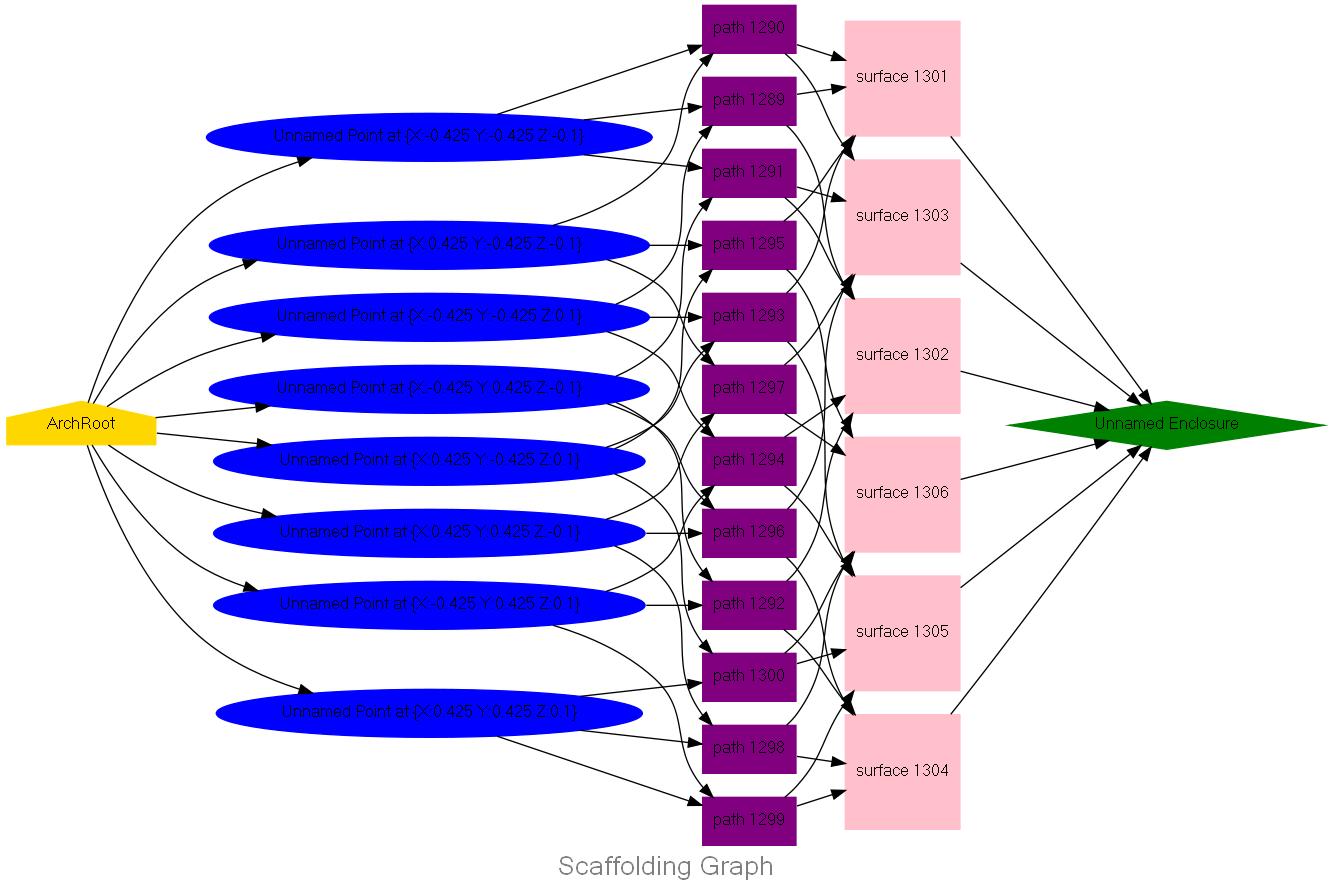 ArchRoot
Unnamed Point at {X:-0.425 Y:-0.425 Z:-0.1}
Unnamed Point at {X:0.425 Y:-0.425 Z:-0.1}
Unnamed Point at {X:-0.425 Y:-0.425 Z:0.1}
Unnamed Point at {X:-0.425 Y:0.425 Z:-0.1}
Unnamed Point at {X:0.425 Y:-0.425 Z:0.1}
Unnamed Point at {X:0.425 Y:0.425 Z:-0.1}
Unnamed Point at {X:-0.425 Y:0.425 Z:0.1}
Unnamed Point at {X:0.425 Y:0.425 Z:0.1}
path 1290
path 1289
path 1291
path 1295
path 1293
path 1297
path 1294
path 1296
path 1292
path 1300
path 1298
path 1299
surface 1301
surface 1303
surface 1302
surface 1306
surface 1305
surface 1304
Unnamed Enclosure
Scaffolding Graph